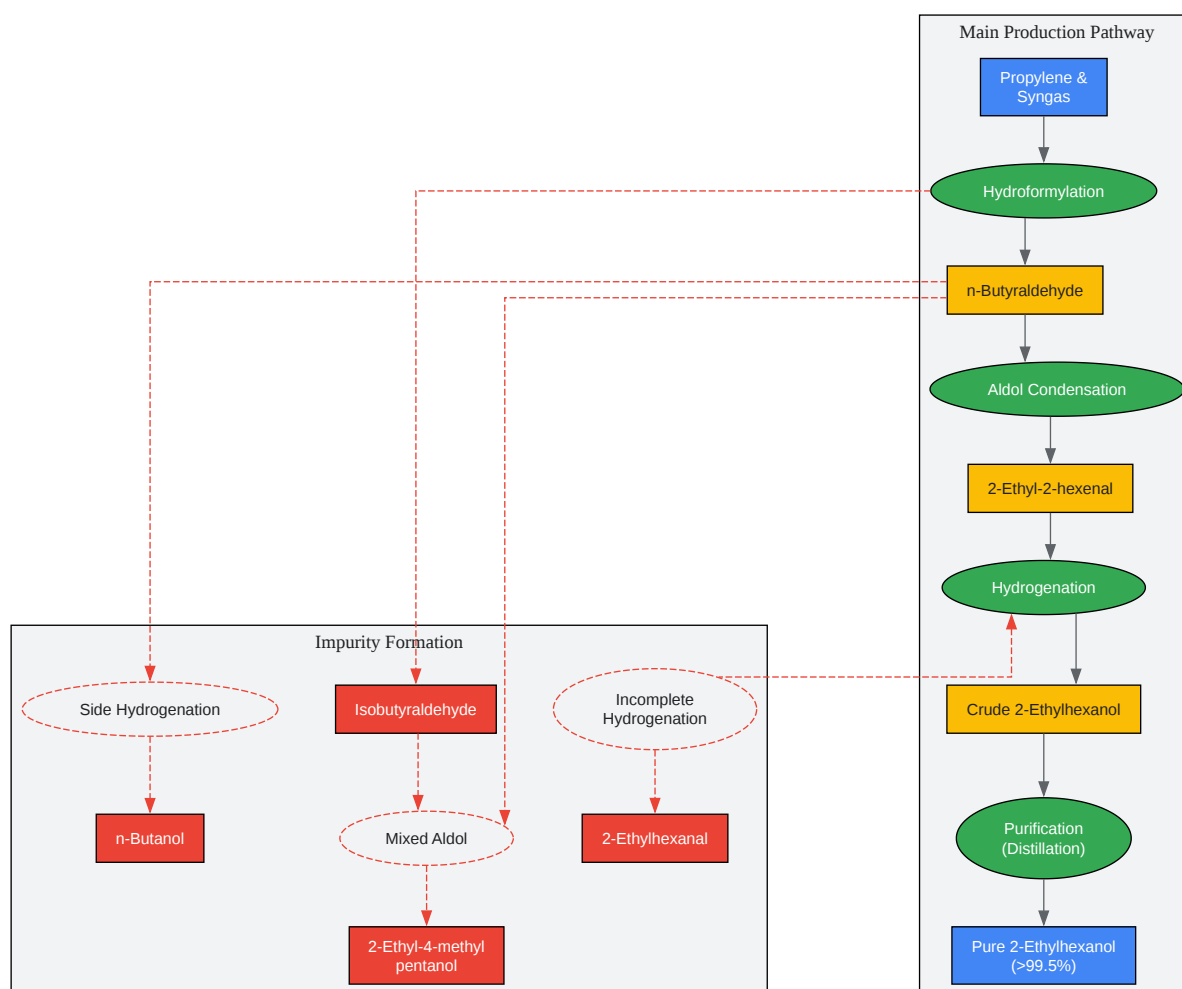 Main Production Pathway
Propylene &
Syngas
Hydroformylation
n-Butyraldehyde
Aldol Condensation
2-Ethyl-2-hexenal
Hydrogenation
Crude 2-Ethylhexanol
Purification
(Distillation)
Pure 2-Ethylhexanol
(>99.5%)
Impurity Formation
Side Hydrogenation
n-Butanol
Isobutyraldehyde
Mixed Aldol
2-Ethyl-4-methyl
pentanol
Incomplete
Hydrogenation
2-Ethylhexanal